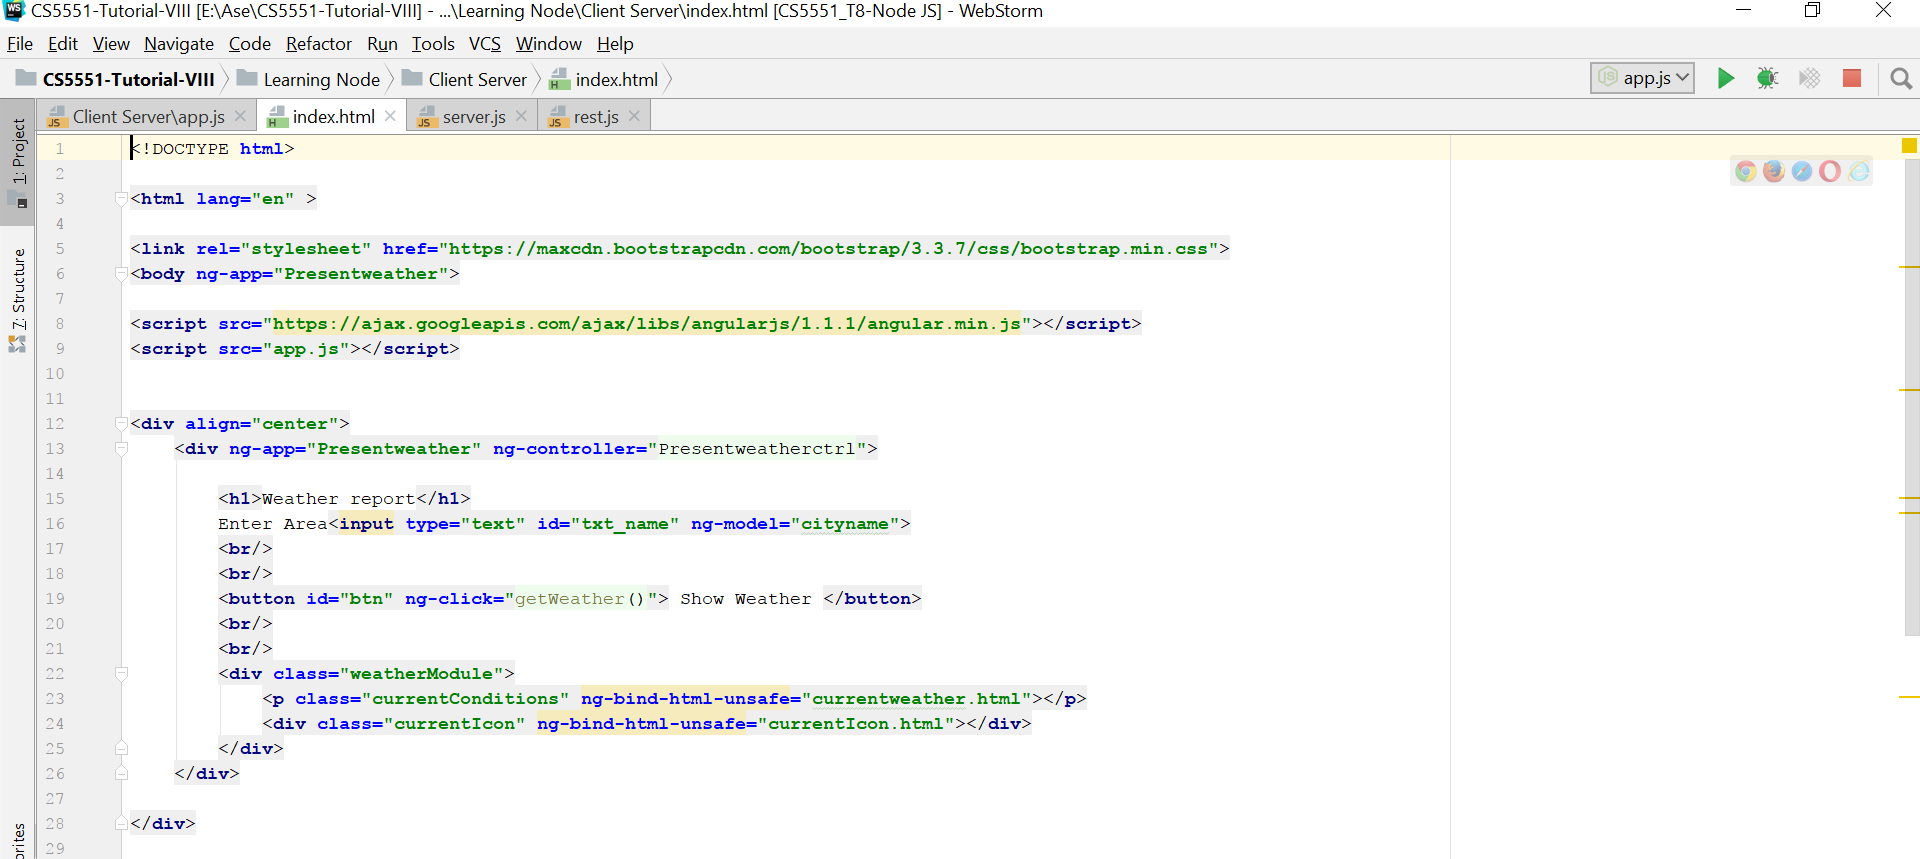 CS5551-Tutorial-VIII [E:\Ase\CS5551-Tutorial-VIII] - ...\Learning Node\Client Server\index.html [CS5551_T8-Node JS] - WebStorm
File Edit View Navigate Code Refactor Run Tools VCS Window Help
CS5551-Tutorial-VIII Learning Node Client Server index.html app.js
Client Server\app.js index.html server.js rest.js
1: Project
7: Structure
1 <!DOCTYPE html>
2
3 <html lang="en" >
4
5 <link rel="stylesheet" href="https://maxcdn.bootstrapcdn.com/bootstrap/3.3.7/css/bootstrap.min.css">
6 <body ng-app="Presentweather">
7
8 <script src="https://ajax.googleapis.com/ajax/libs/angularjs/1.1.1/angular.min.js"></script>
9 <script src="app.js"></script>
10
11
12 <div align="center">
13 <div ng-app="Presentweather" ng-controller="Presentweatherctrl">
14
15 <h1>Weather report</h1>
16 Enter Area<input type="text" id="txt_name" ng-model="cityname">
17 <br/>
18 <br/>
19 <button id="btn" ng-click="getWeather()"> Show Weather </button>
20 <br/>
21 <br/>
22 <div class="weatherModule">
23 <p class="currentConditions" ng-bind-html-unsafe="currentweather.html"></p>
24 <div class="currentIcon" ng-bind-html-unsafe="currentIcon.html"></div>
25 </div>
26 </div>
27
28 </div>
29